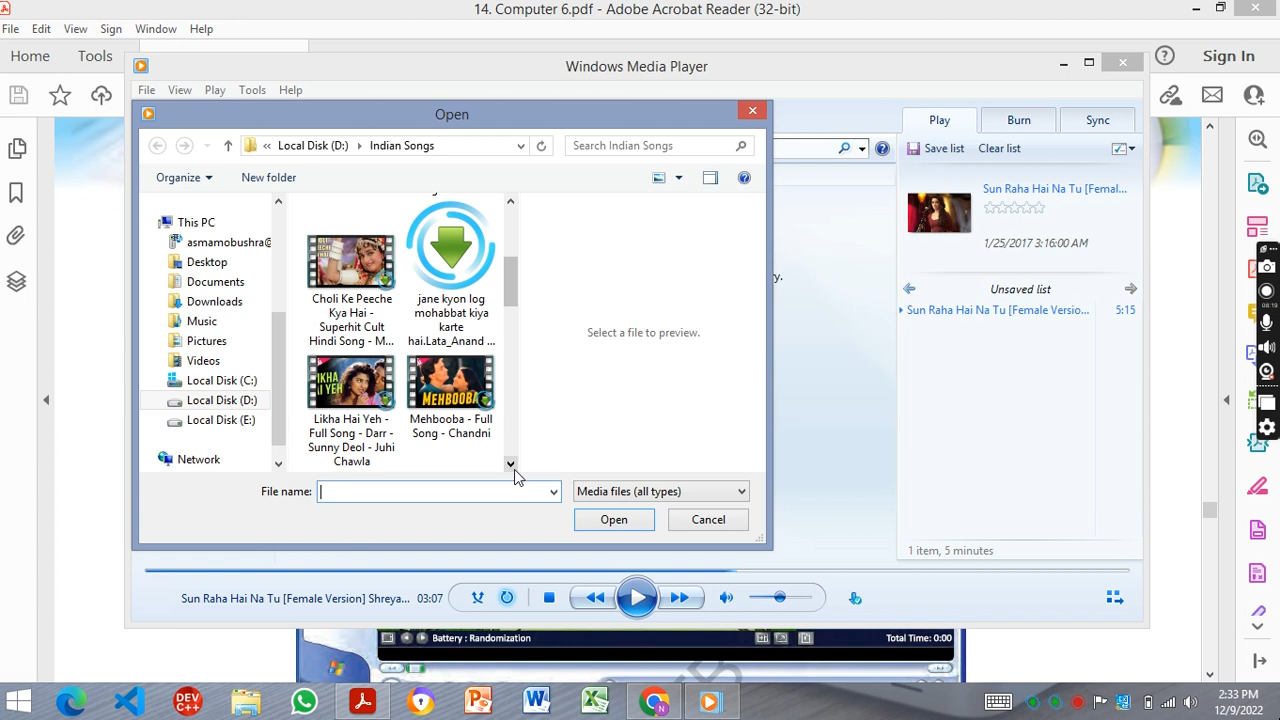 14. Computer 6.pdf - Adobe Acrobat Reader (32-bit)
File Edit View Sign Window Help
Home Tools
Sign In
Windows Media Player
File View Play Tools Help
Open
« Local Disk (D:) Indian Songs
Search Indian Songs
Organize New folder
This PC
asmamobushra@
Desktop
Documents
Downloads
Music
Pictures
Videos
Local Disk (C:)
Local Disk (D:)
Local Disk (E:)
Network
Choli Ke Peeche
Kya Hai -
Superhit Cult
Hindi Song - M...
jane kyon log
mohabbat kiya
karte
hai.Lata_Anand ...
Likha Hai Yeh -
Full Song - Darr -
Sunny Deol - Juhi
Chawla
MEHBOOBA
Mehbooba - Full
Song - Chandni
Select a file to preview.
File name:
Media files (all types)
Open Cancel
Play Burn Sync
Save list Clear list
Sun Raha Hai Na Tu [Femal...
1/25/2017 3:16:00 AM
Unsaved list
Sun Raha Hai Na Tu [Female Versio... 5:15
1 item, 5 minutes
y.
08:19
Sun Raha Hai Na Tu [Female Version] Shreya... 03:07
Battery : Randomization
Total Time: 0:00
DEV
C++
2:33 PM
12/9/2022